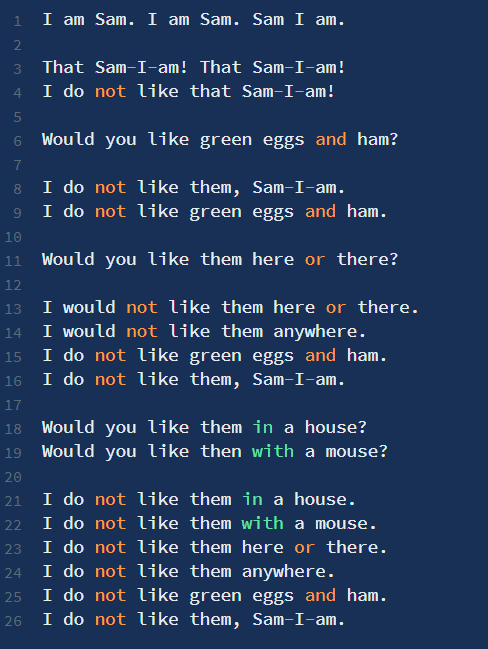 1 I am Sam. I am Sam. Sam I am.
2
3 That Sam-I-am! That Sam-I-am!
4 I do not like that Sam-I-am!
5
6 Would you like green eggs and ham?
7
8 I do not like them, Sam-I-am.
9 I do not like green eggs and ham.
10
11 Would you like them here or there?
12
13 I would not like them here or there.
14 I would not like them anywhere.
15 I do not like green eggs and ham.
16 I do not like them, Sam-I-am.
17
18 Would you like them in a house?
19 Would you like then with a mouse?
20
21 I do not like them in a house.
22 I do not like them with a mouse.
23 I do not like them here or there.
24 I do not like them anywhere.
25 I do not like green eggs and ham.
26 I do not like them, Sam-I-am.